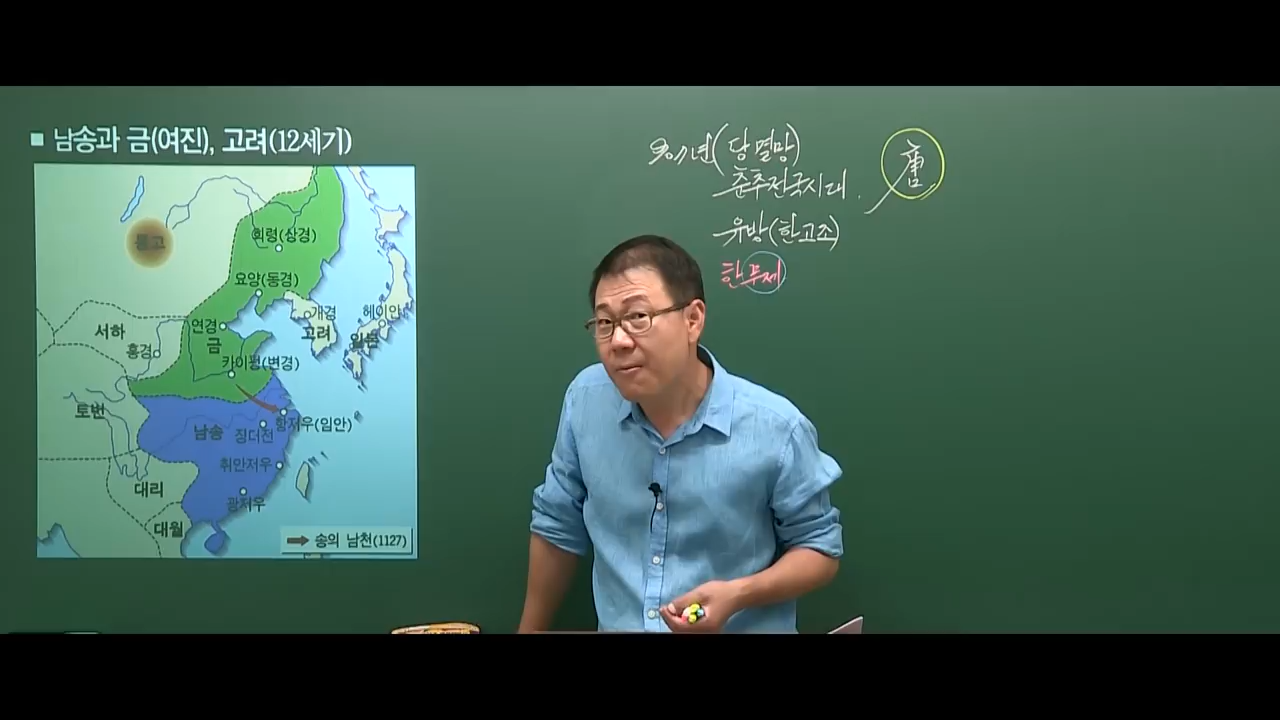 ■ 남송과 금(여진), 고려(12세기)
몽고
회령(상경)
요양(동경)
연경
금
개경
고려
헤이안
일본
서하
흥경
카이펑(변경)
토번
남송
징더전
항저우(임안)
취안저우
광저우
대리
대월
송의 남천(1127)
907년(당 멸망)
춘추전국시대.
唐
유방(한고조)
한무제